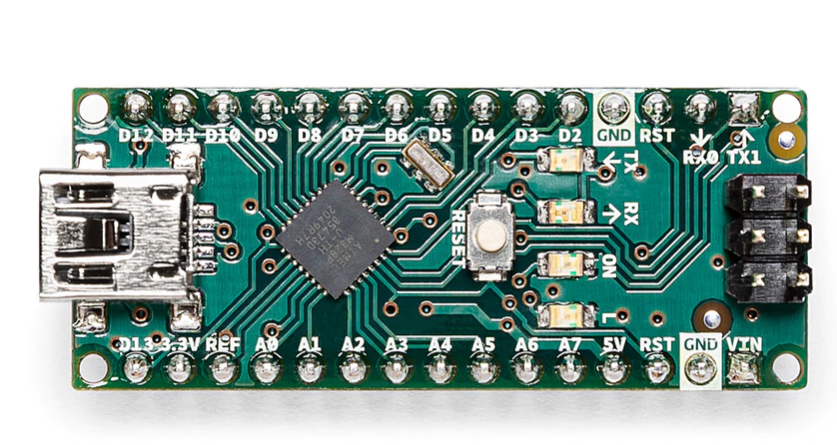 D12 D11 D10 D9 D8 D7 D6 D5 D4 D3 D2 GND RST RX0 TX1
TX
RX
RESET
ON
L
D13 3.3V REF A0 A1 A2 A3 A4 A5 A6 A7 5V RST GND VIN